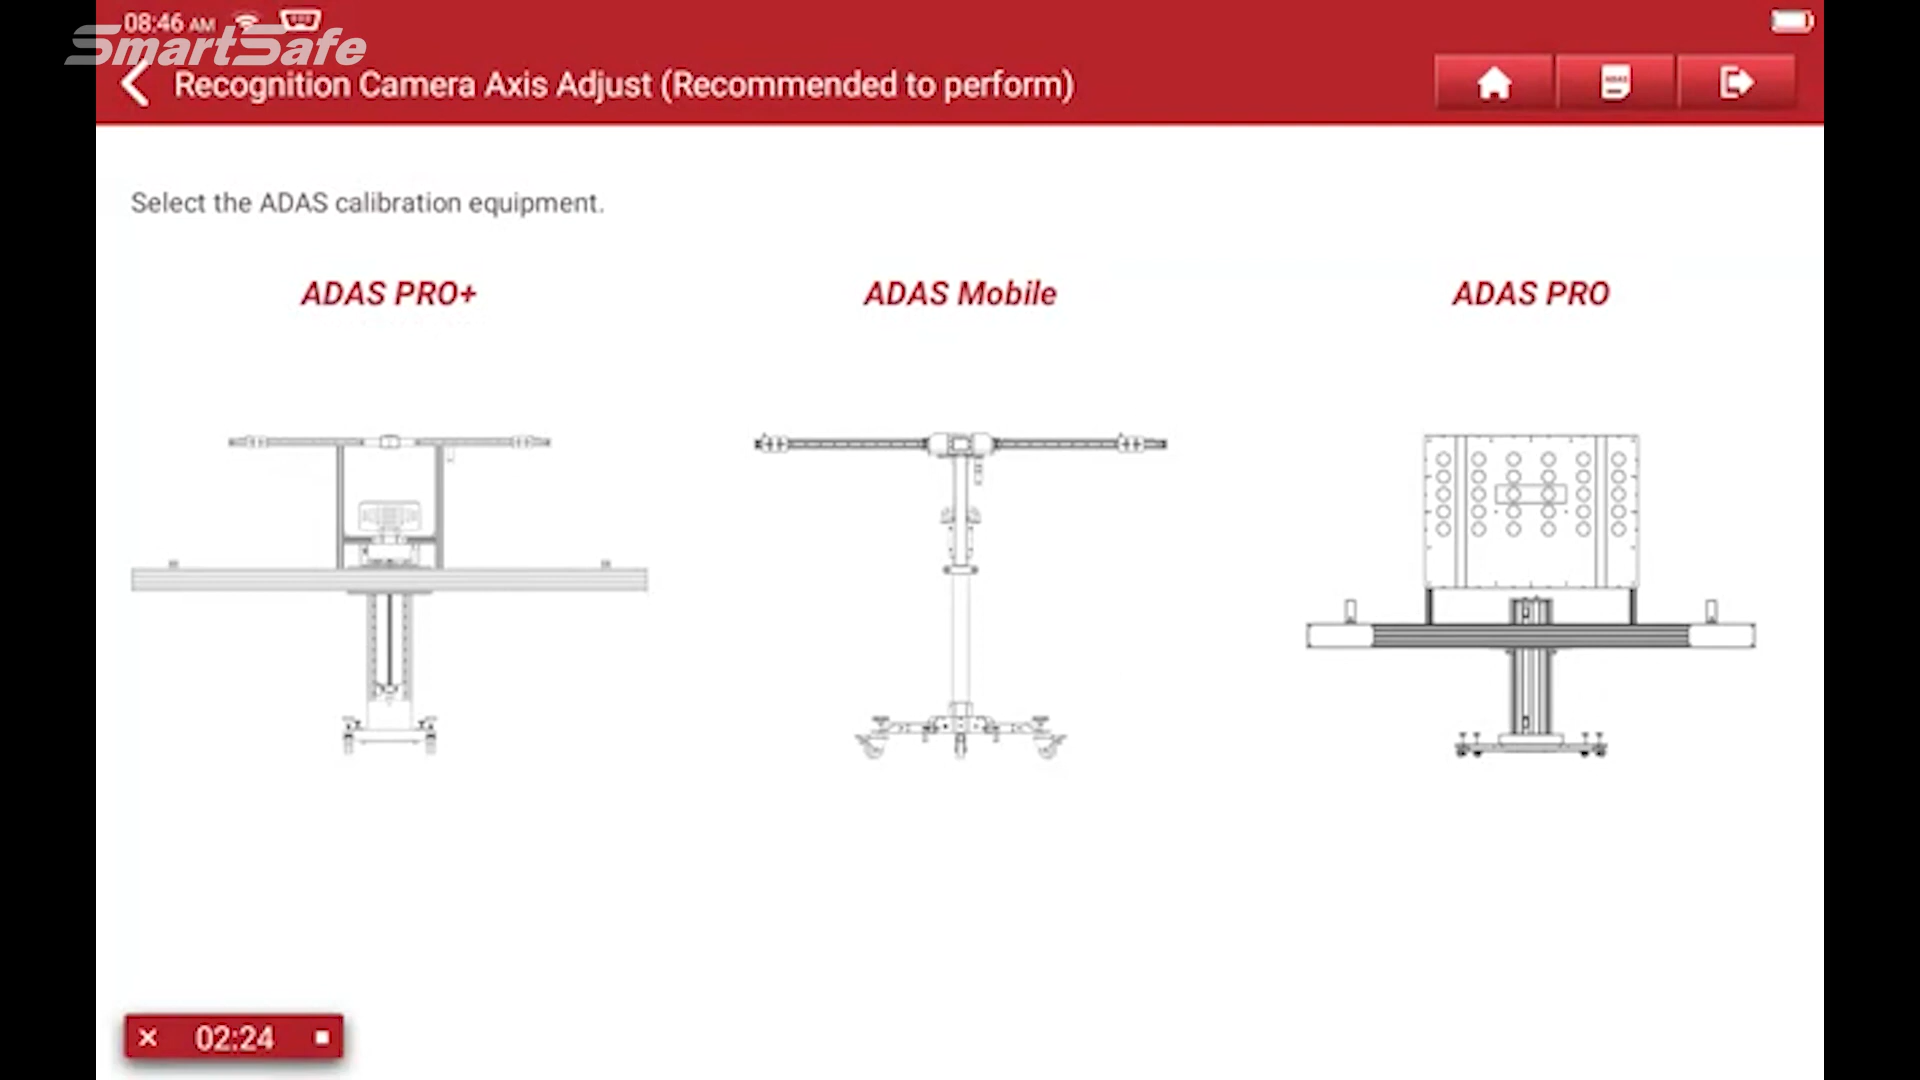 08:46 AM
SmartSafe
Recognition Camera Axis Adjust (Recommended to perform)
ADAS
Select the ADAS calibration equipment.
ADAS PRO+
ADAS Mobile
ADAS PRO
02:24